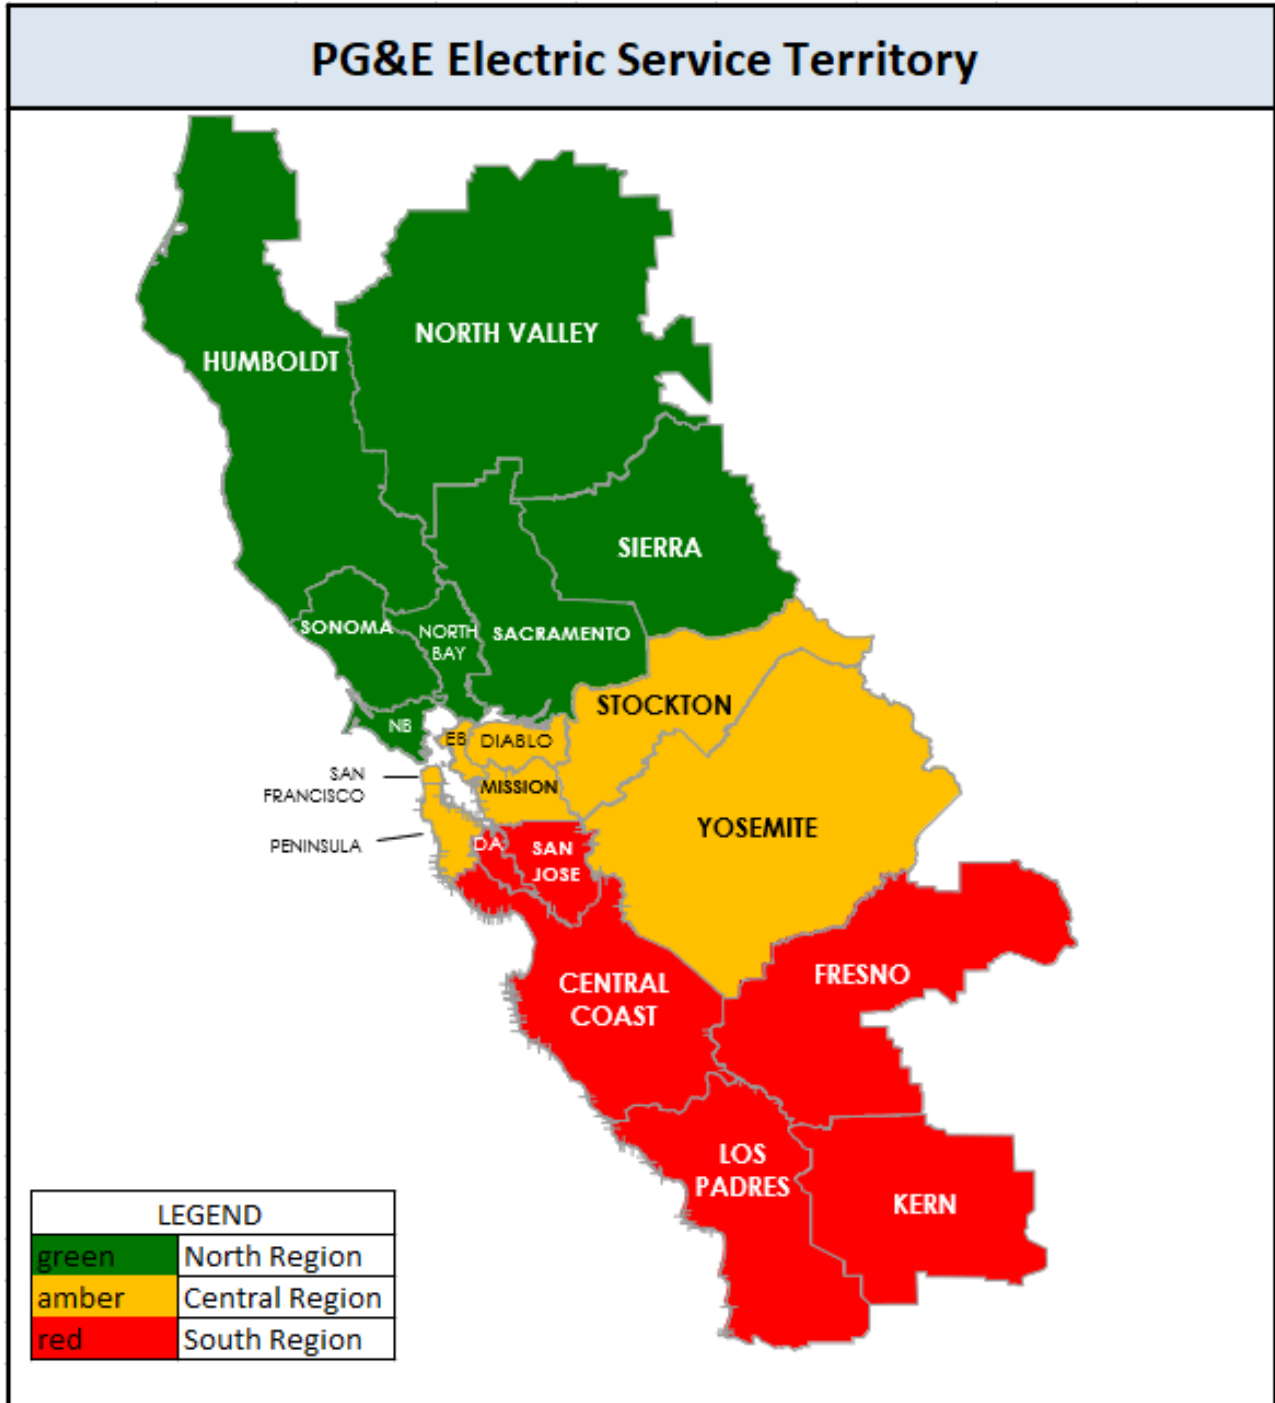 PG&E Electric Service Territory
NORTH VALLEY
HUMBOLDT
SIERRA
SONOMA
NORTH
BAY
SACRAMENTO
STOCKTON
NB
EB
DIABLO
SAN
FRANCISCO
MISSION
PENINSULA
YOSEMITE
DA
SAN
JOSE
FRESNO
CENTRAL
COAST
LOS
PADRES
KERN
LEGEND
green North Region
amber Central Region
red South Region